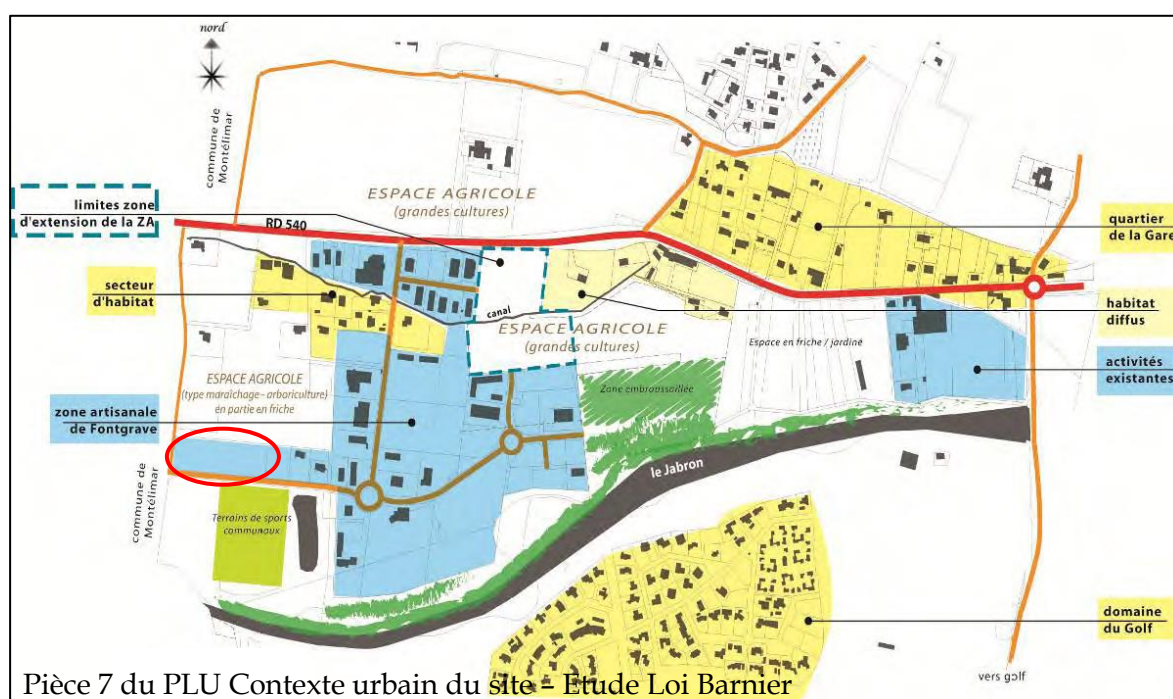 nord
commune de
Montélimar
limites zone
d'extension de la ZA
ESPACE AGRICOLE
(grandes cultures)
RD 540
quartier
de la Gare
secteur
d'habitat
canal
ESPACE AGRICOLE
(grandes cultures)
habitat
diffus
Espace en friche / jardiné
activités
existantes
ESPACE AGRICOLE
(type maraîchage - arboriculture)
en partie en friche
Zone embroussaillée
zone artisanale
de Fontgrave
le Jabron
commune de
Montélimar
Terrains de sports
communaux
domaine
du Golf
vers golf
Pièce 7 du PLU Contexte urbain du site – Etude Loi Barnier